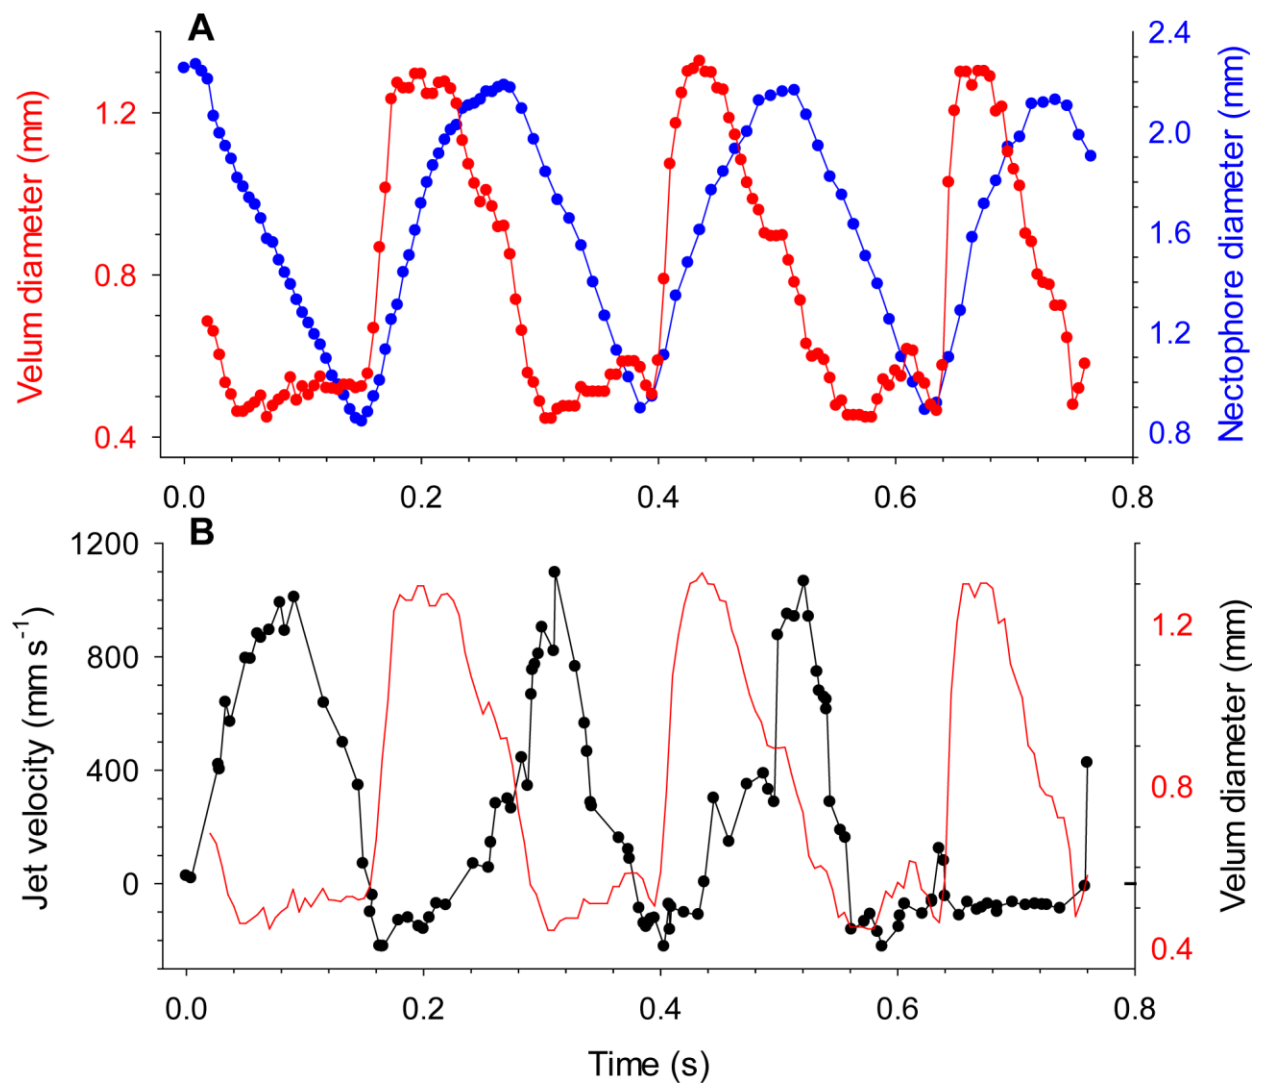 A
2.4
1.2
2.0
1.6
0.8
1.2
0.4
0.8
Velum diameter (mm)
Nectophore diameter (mm)
0.0 0.2 0.4 0.6 0.8
B
1200
800
400
0
1.2
0.8
0.4
Jet velocity (mm s⁻¹)
Velum diameter (mm)
0.0 0.2 0.4 0.6 0.8
Time (s)